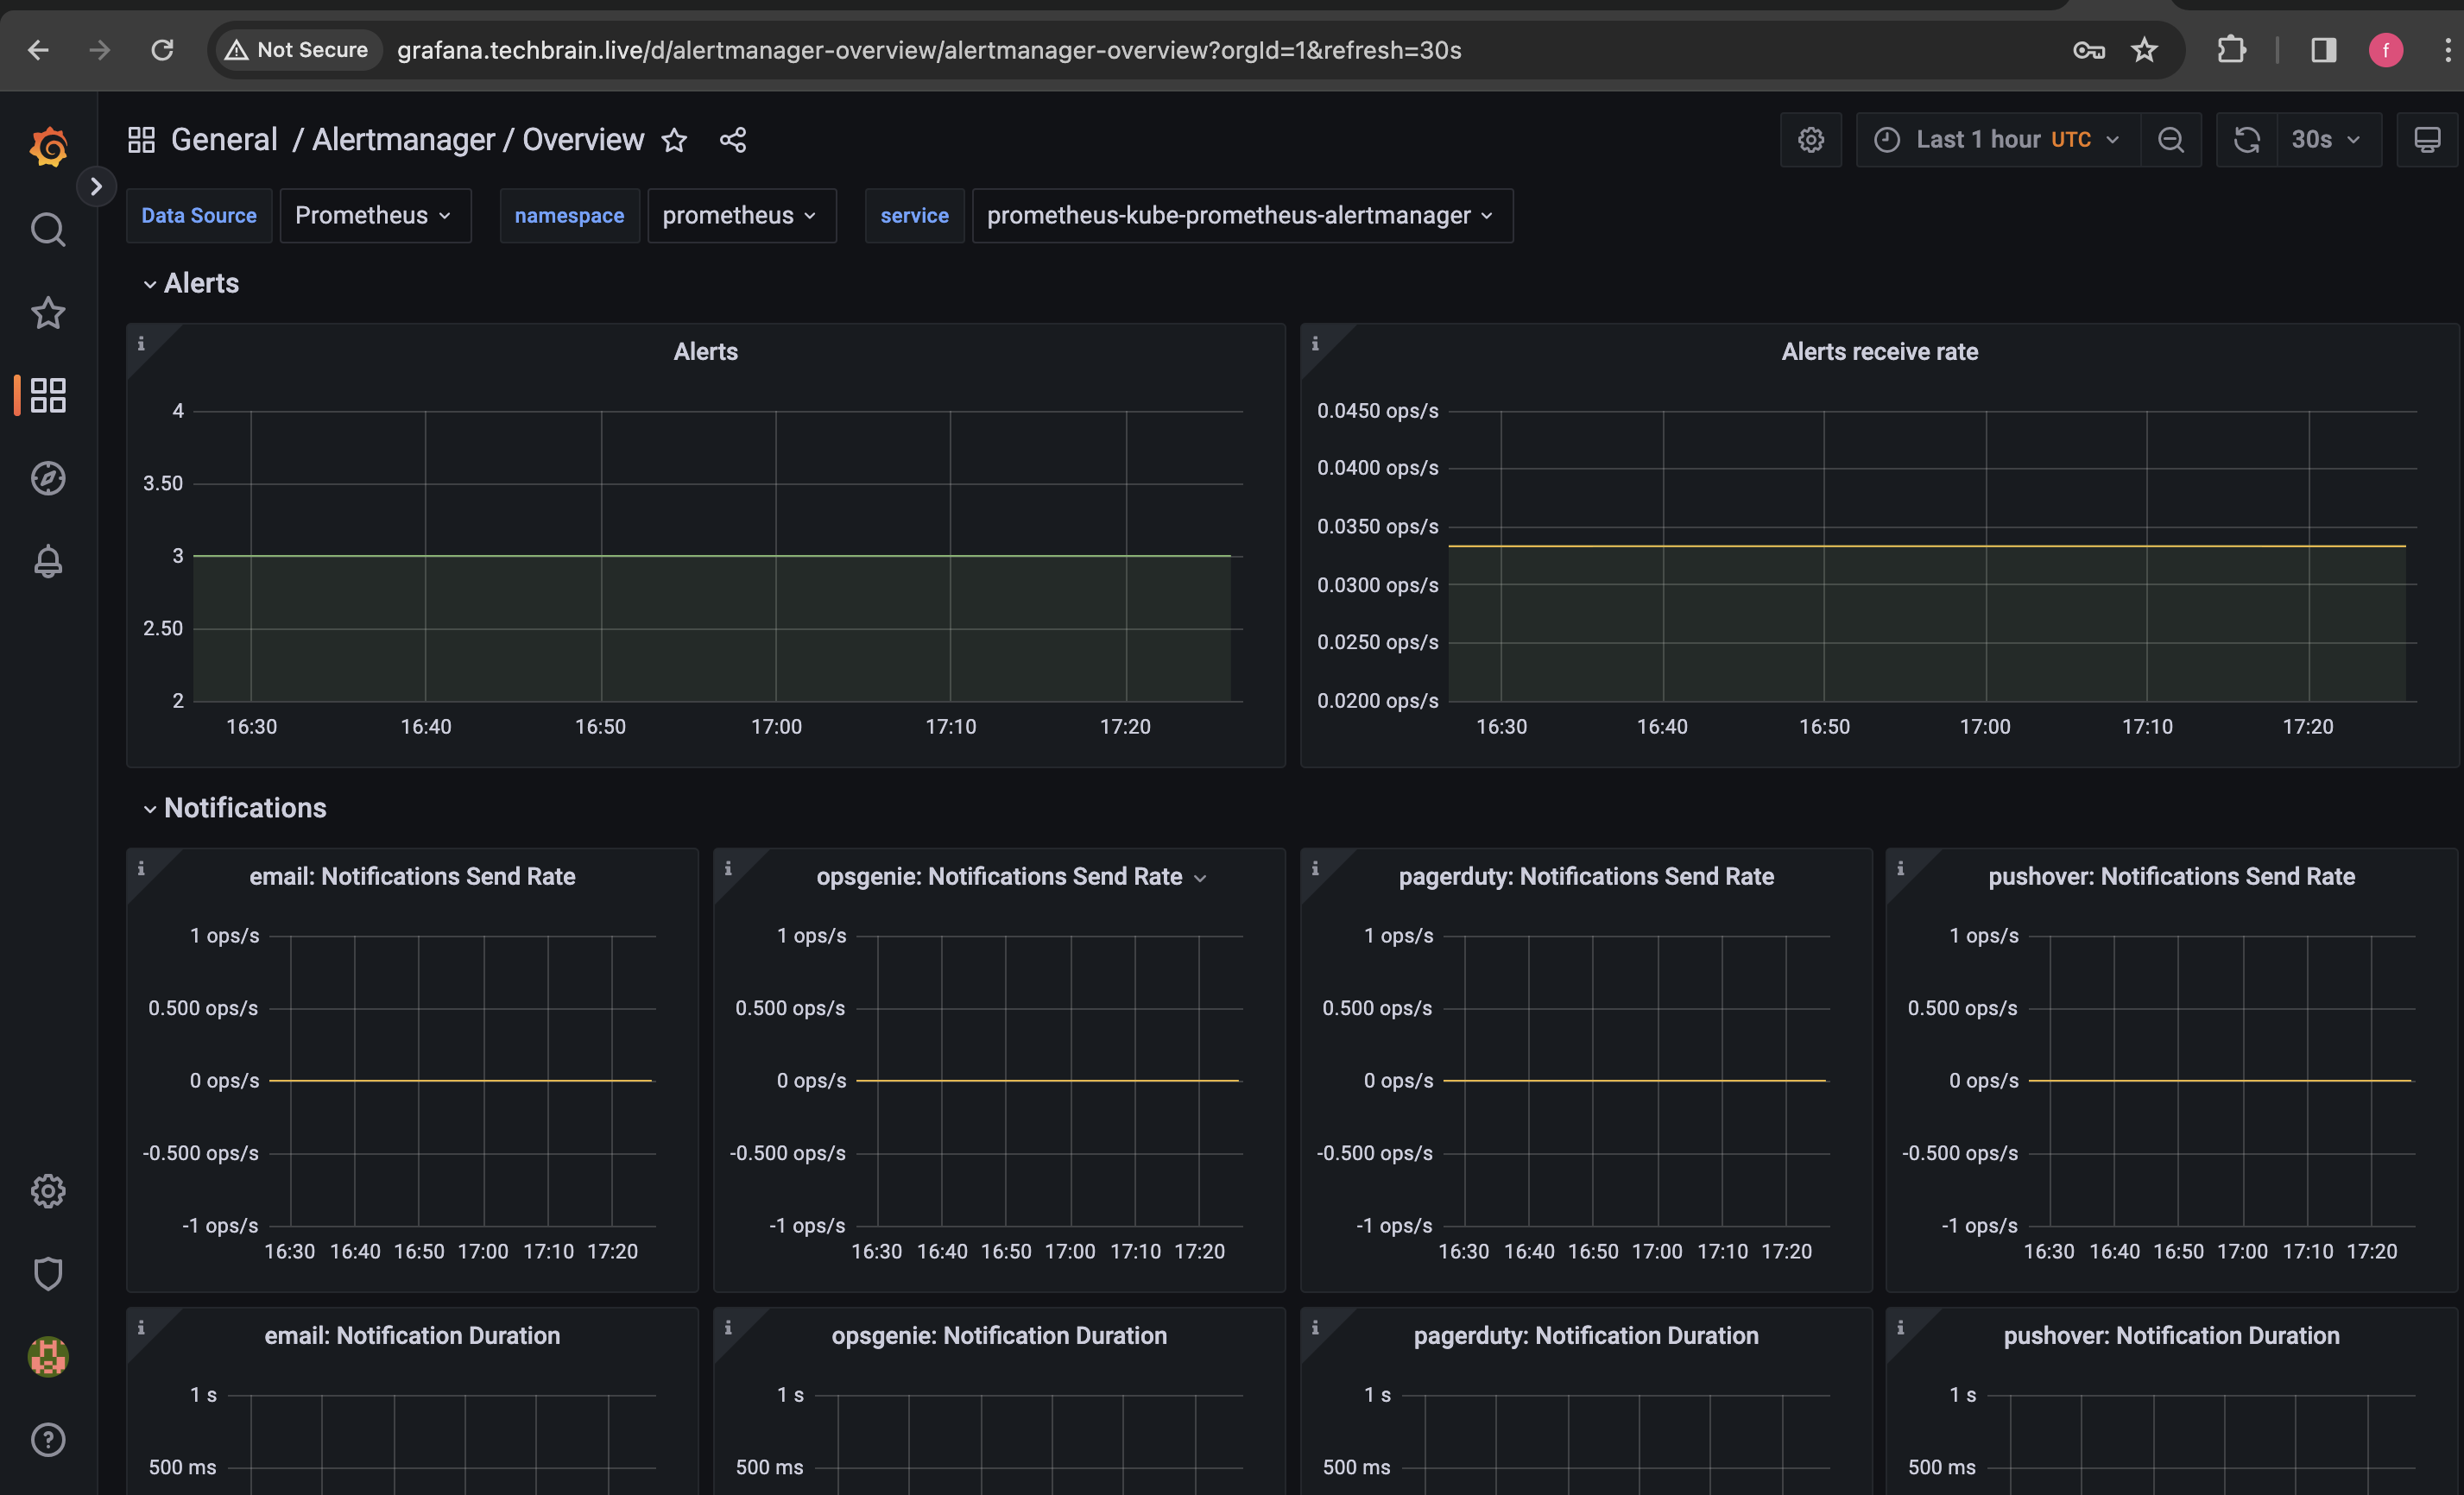 Not Secure grafana.techbrain.live/d/alertmanager-overview/alertmanager-overview?orgId=1&refresh=30s f
General / Alertmanager / Overview Last 1 hour UTC 30s
Data Source Prometheus namespace prometheus service prometheus-kube-prometheus-alertmanager
Alerts
i Alerts
4
3.50
3
2.50
2
16:30 16:40 16:50 17:00 17:10 17:20
i Alerts receive rate
0.0450 ops/s
0.0400 ops/s
0.0350 ops/s
0.0300 ops/s
0.0250 ops/s
0.0200 ops/s
16:30 16:40 16:50 17:00 17:10 17:20
Notifications
i email: Notifications Send Rate
1 ops/s
0.500 ops/s
0 ops/s
-0.500 ops/s
-1 ops/s
16:30 16:40 16:50 17:00 17:10 17:20
i opsgenie: Notifications Send Rate
1 ops/s
0.500 ops/s
0 ops/s
-0.500 ops/s
-1 ops/s
16:30 16:40 16:50 17:00 17:10 17:20
i pagerduty: Notifications Send Rate
1 ops/s
0.500 ops/s
0 ops/s
-0.500 ops/s
-1 ops/s
16:30 16:40 16:50 17:00 17:10 17:20
i pushover: Notifications Send Rate
1 ops/s
0.500 ops/s
0 ops/s
-0.500 ops/s
-1 ops/s
16:30 16:40 16:50 17:00 17:10 17:20
i email: Notification Duration
1 s
500 ms
i opsgenie: Notification Duration
1 s
500 ms
i pagerduty: Notification Duration
1 s
500 ms
i pushover: Notification Duration
1 s
500 ms